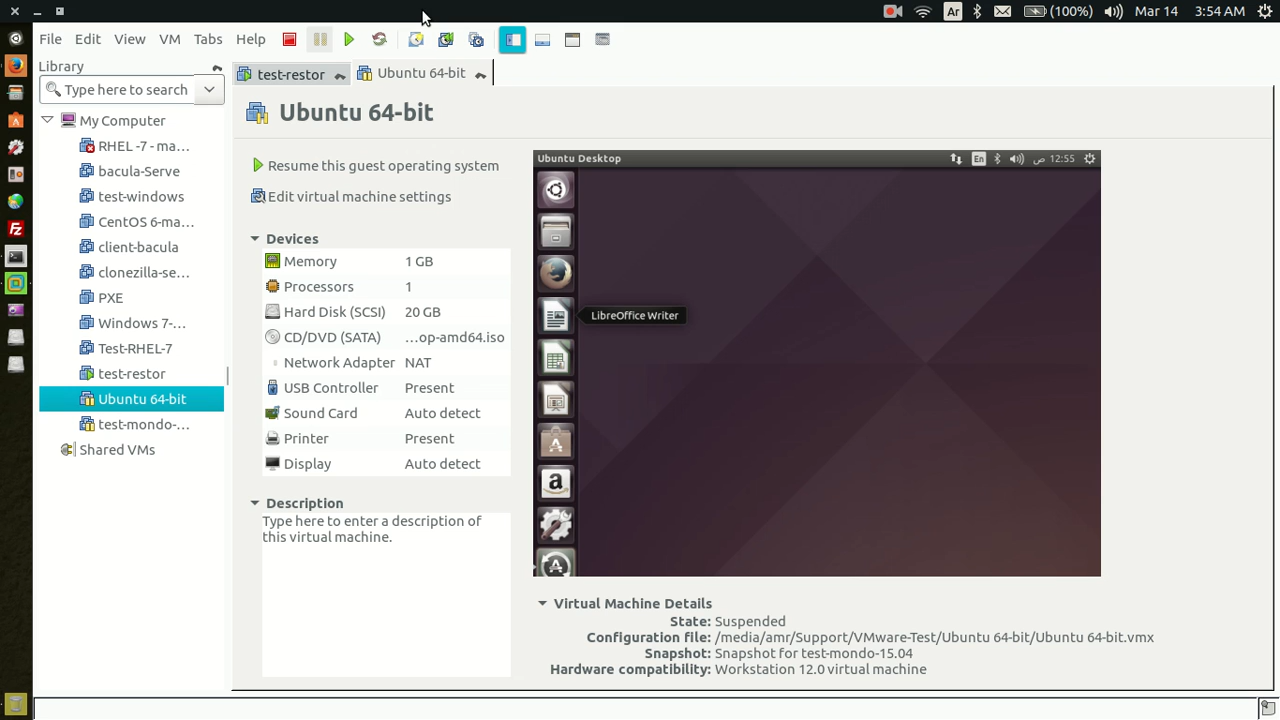 Ar
(100%)
Mar 14
3:54 AM
File Edit View VM Tabs Help
Library
Type here to search
My Computer
RHEL -7 - ma…
bacula-Serve
test-windows
CentOS 6-ma…
client-bacula
clonezilla-se…
PXE
Windows 7-…
Test-RHEL-7
test-restor
Ubuntu 64-bit
test-mondo-…
Shared VMs
test-restor
Ubuntu 64-bit
Ubuntu 64-bit
Resume this guest operating system
Edit virtual machine settings
Devices
Memory 1 GB
Processors 1
Hard Disk (SCSI) 20 GB
CD/DVD (SATA) …op-amd64.iso
Network Adapter NAT
USB Controller Present
Sound Card Auto detect
Printer Present
Display Auto detect
Description
Type here to enter a description of
this virtual machine.
Ubuntu Desktop
En
12:55 ص
LibreOffice Writer
Virtual Machine Details
State: Suspended
Configuration file: /media/amr/Support/VMware-Test/Ubuntu 64-bit/Ubuntu 64-bit.vmx
Snapshot: Snapshot for test-mondo-15.04
Hardware compatibility: Workstation 12.0 virtual machine